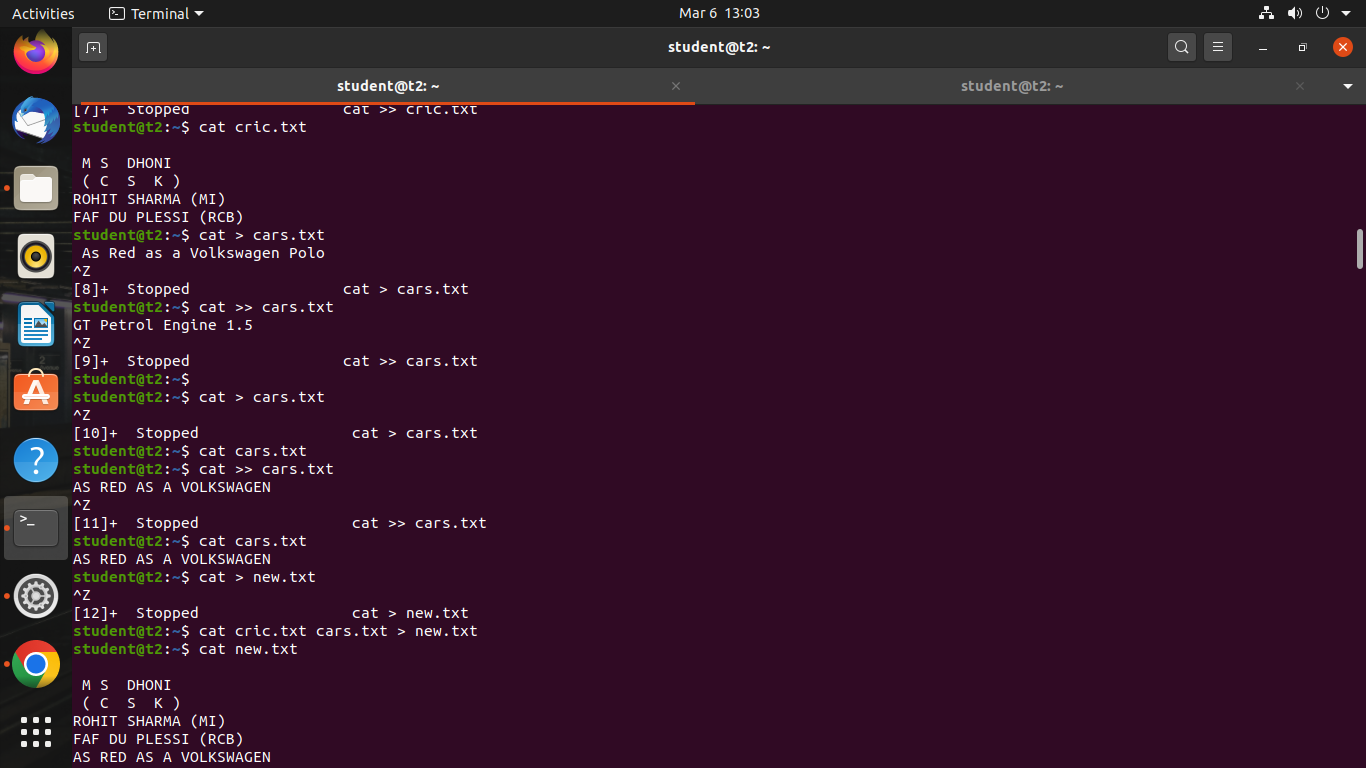 Activities
Terminal
Mar 6 13:03
student@t2: ~
student@t2: ~
student@t2: ~
[7]+  Stopped                 cat >> cric.txt
student@t2:~$ cat cric.txt
 M S  DHONI
 ( C  S  K )
ROHIT SHARMA (MI)
FAF DU PLESSI (RCB)
student@t2:~$ cat > cars.txt
 As Red as a Volkswagen Polo
^Z
[8]+  Stopped                 cat > cars.txt
student@t2:~$ cat >> cars.txt
GT Petrol Engine 1.5
^Z
[9]+  Stopped                 cat >> cars.txt
student@t2:~$
student@t2:~$ cat > cars.txt
^Z
[10]+  Stopped                 cat > cars.txt
student@t2:~$ cat cars.txt
student@t2:~$ cat >> cars.txt
AS RED AS A VOLKSWAGEN
^Z
[11]+  Stopped                 cat >> cars.txt
student@t2:~$ cat cars.txt
AS RED AS A VOLKSWAGEN
student@t2:~$ cat > new.txt
^Z
[12]+  Stopped                 cat > new.txt
student@t2:~$ cat cric.txt cars.txt > new.txt
student@t2:~$ cat new.txt
 M S  DHONI
 ( C  S  K )
ROHIT SHARMA (MI)
FAF DU PLESSI (RCB)
AS RED AS A VOLKSWAGEN